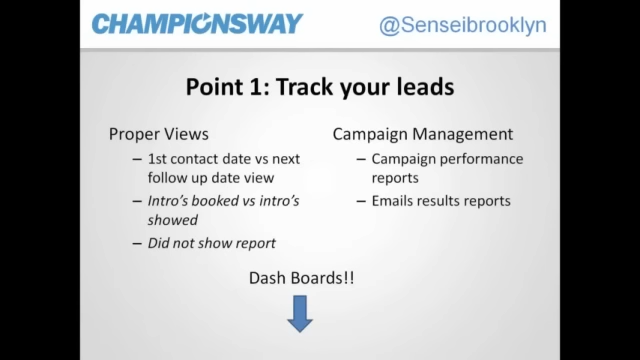 CHAMPIONSWAY
@Senseibrooklyn
Point 1: Track your leads
Proper Views
– 1st contact date vs next
follow up date view
– Intro's booked vs intro's
showed
– Did not show report
Campaign Management
– Campaign performance
reports
– Emails results reports
Dash Boards!!